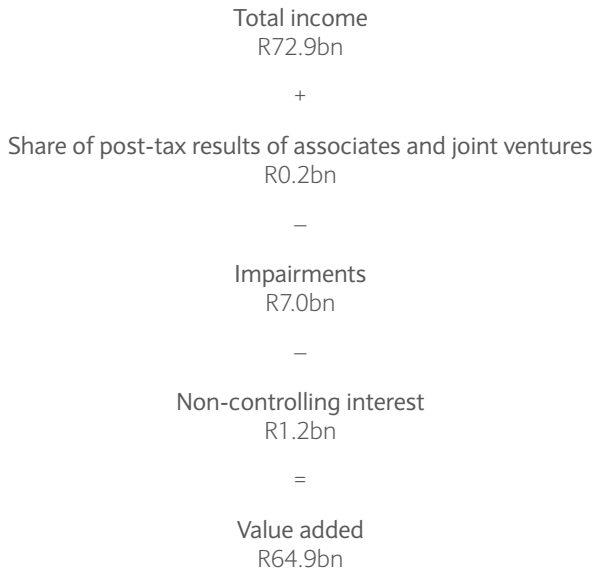 Total income
R72.9bn
+
Share of post-tax results of associates and joint ventures
R0.2bn
–
Impairments
R7.0bn
–
Non-controlling interest
R1.2bn
=
Value added
R64.9bn